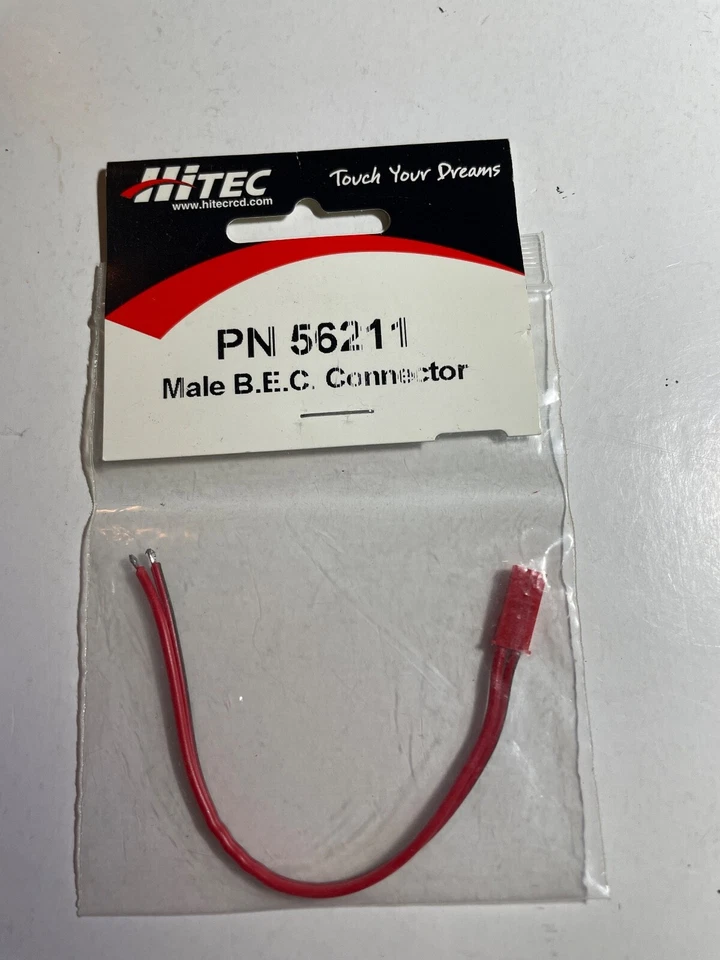 HiTEC
Touch Your Dreams
www.hitecrcd.com
PN 56211
Male B.E.C. Connector